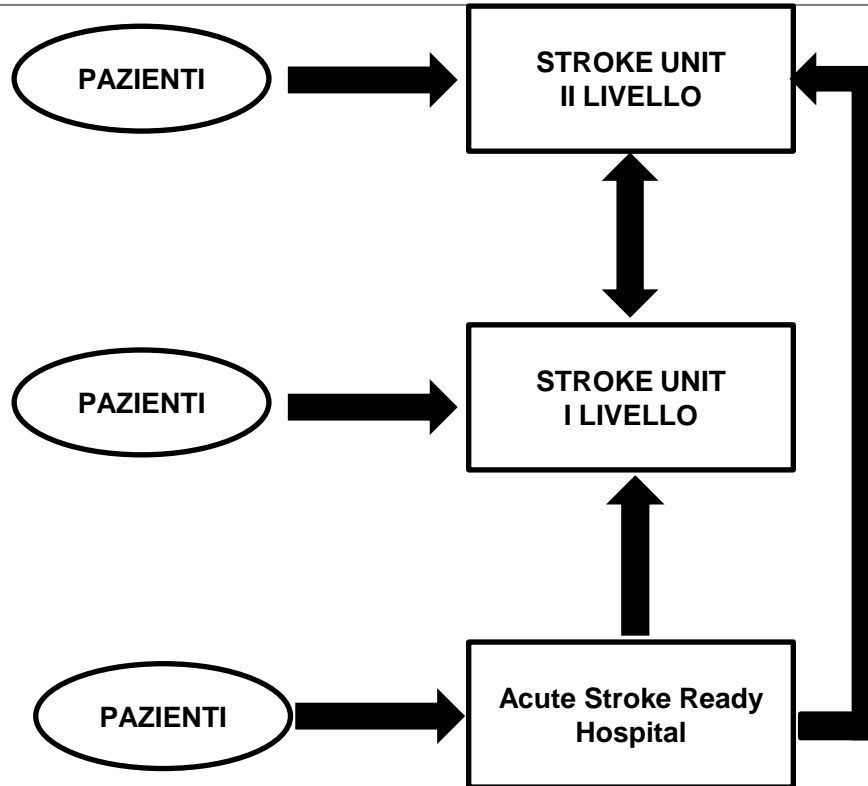 PAZIENTI
STROKE UNIT
II LIVELLO
PAZIENTI
STROKE UNIT
I LIVELLO
PAZIENTI
Acute Stroke Ready
Hospital